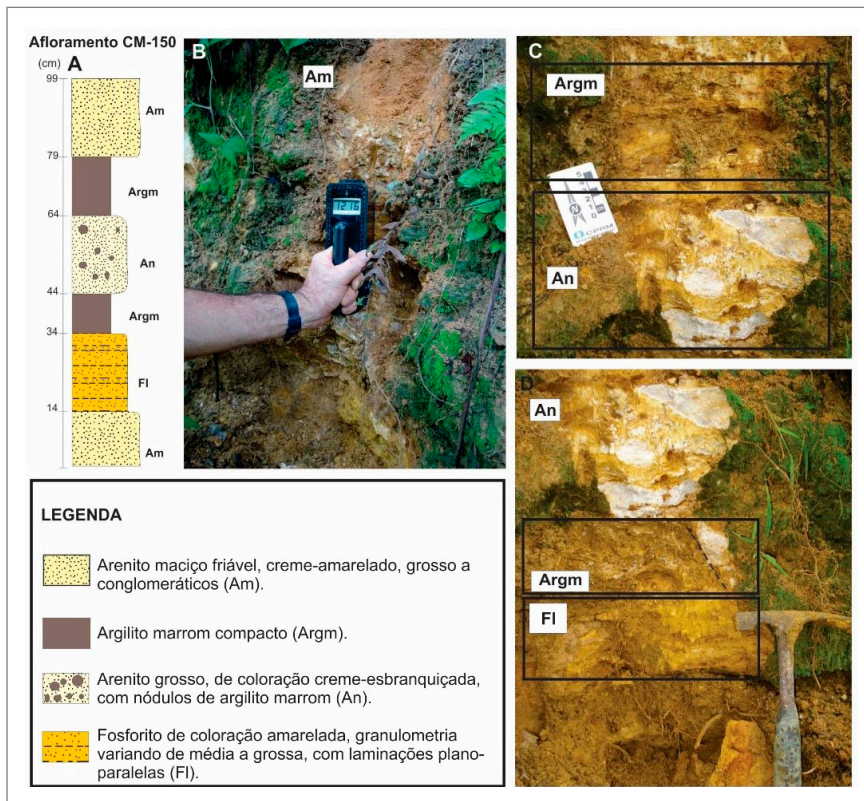 Afloramento CM-150
(cm)
A
99
Am
79
Argm
64
An
44
Argm
34
Fl
14
Am
B
Am
1216
C
Argm
N
CPRM
An
D
An
Argm
Fl
LEGENDA
Arenito maciço friável, creme-amarelado, grosso a
conglomeráticos (Am).
Argilito marrom compacto (Argm).
Arenito grosso, de coloração creme-esbranquiçada,
com nódulos de argilito marrom (An).
Fosforito de coloração amarelada, granulometria
variando de média a grossa, com laminações plano-
paralelas (Fl).